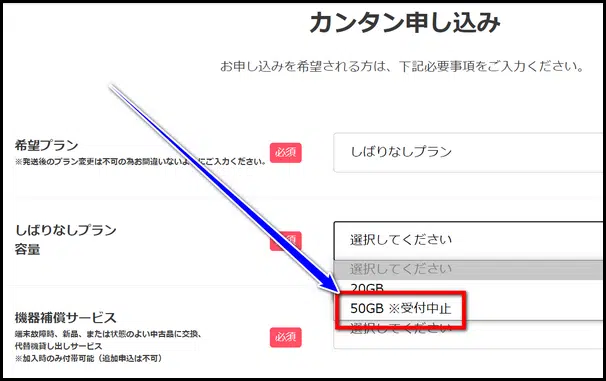 カンタン申し込み
お申し込みを希望される方は、下記必要事項をご入力ください。
希望プラン
※発送後のプラン変更は不可の為お間違いないようにご入力ください。
必須
しばりなしプラン
しばりなしプラン
容量
必須
選択してください
選択してください
20GB
50GB ※受付中止
機器補償サービス
端末故障時、新品、または状態のよい中古品に交換、
代替機貸し出しサービス
※加入時のみ付帯可能（追加申込は不可）
必須
選択してください